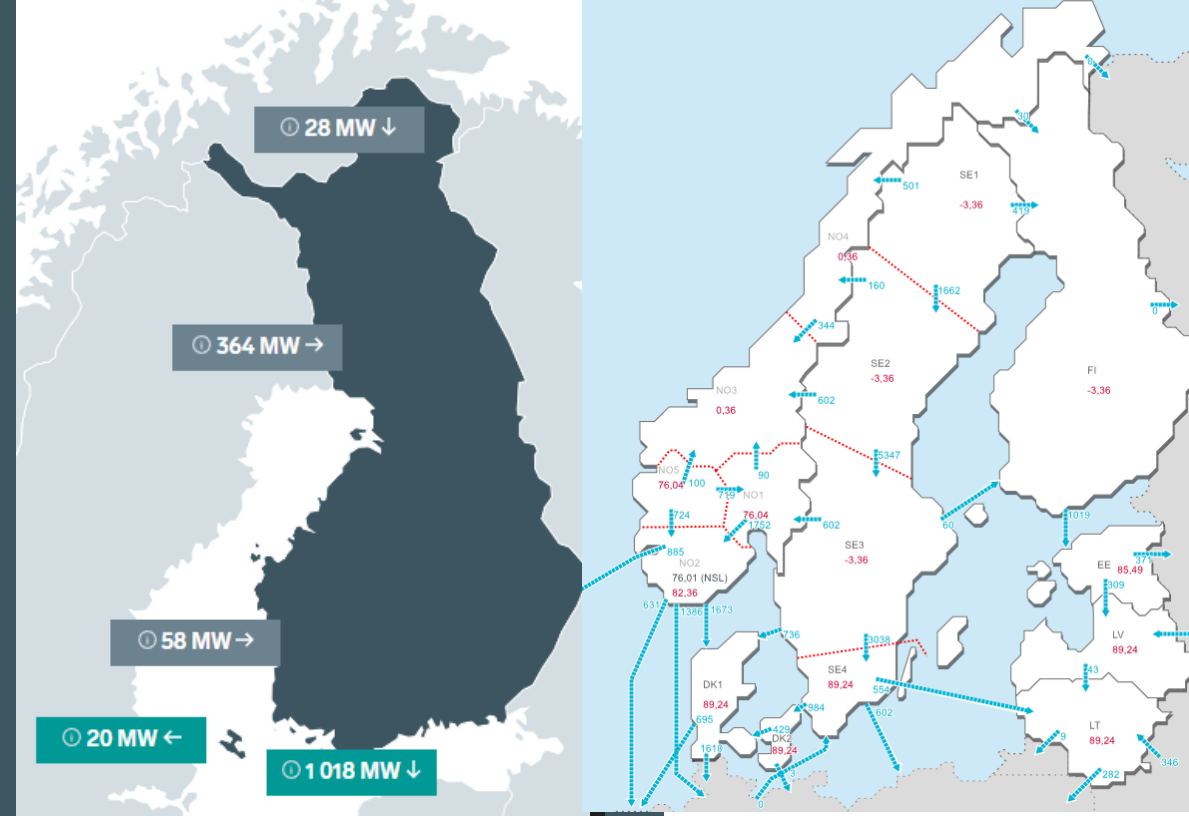 28 MW ↓
364 MW →
58 MW →
20 MW ←
1 018 MW ↓
0
30
SE1
-3,36
501
419
NO4
0,36
160
1662
0
344
SE2
-3,36
FI
-3,36
NO3
0,36
602
5347
NO5
76,04
100
90
719
NO1
76,04
724
1752
602
60
1019
SE3
-3,36
885
NO2
76,01 (NSL)
82,36
EE
85,49
371
309
631
1386
1673
736
3038
LV
89,24
SE4
89,24
43
DK1
89,24
554
695
984
602
429
DK2
89,24
LT
89,24
9
346
1618
3
282
0